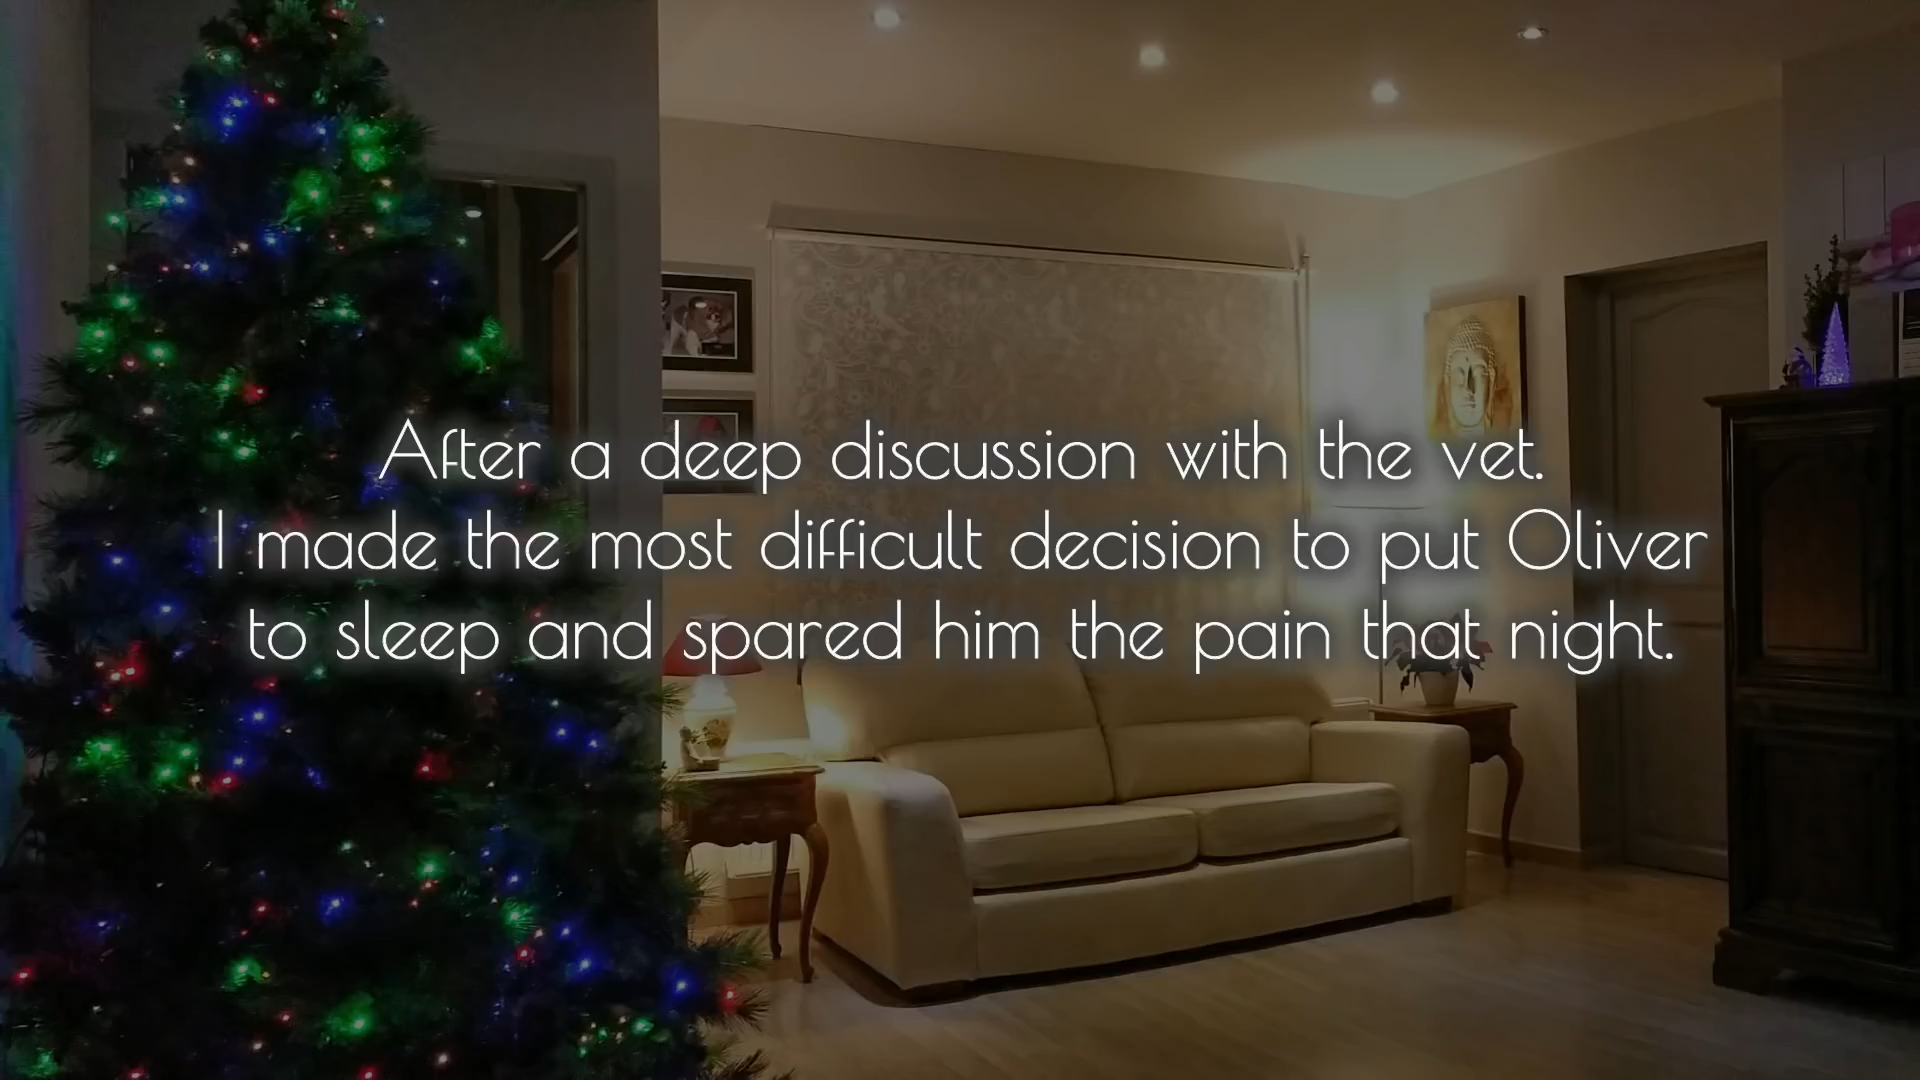 After a deep discussion with the vet.
I made the most difficult decision to put Oliver
to sleep and spared him the pain that night.